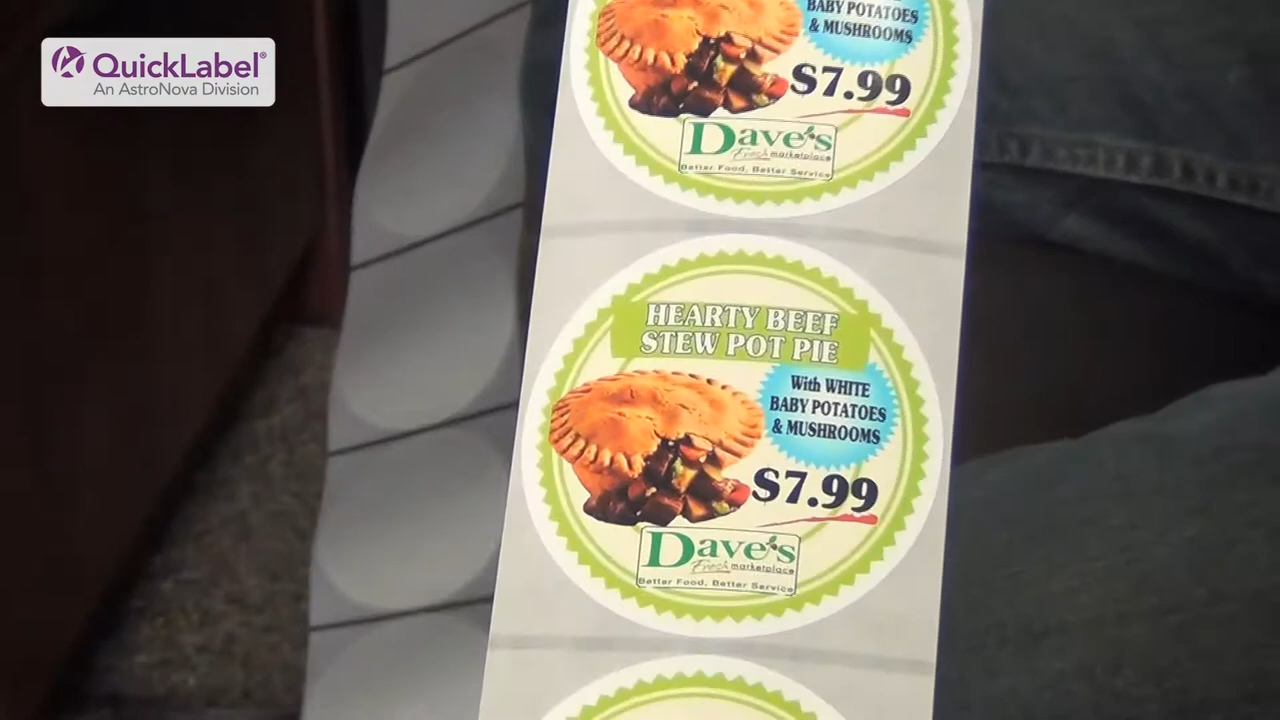 QuickLabel®
An AstroNova Division
BABY POTATOES
& MUSHROOMS
$7.99
Dave's
Fresh marketplace
Better Food, Better Service
HEARTY BEEF
STEW POT PIE
With WHITE
BABY POTATOES
& MUSHROOMS
$7.99
Dave's
Fresh marketplace
Better Food, Better Service